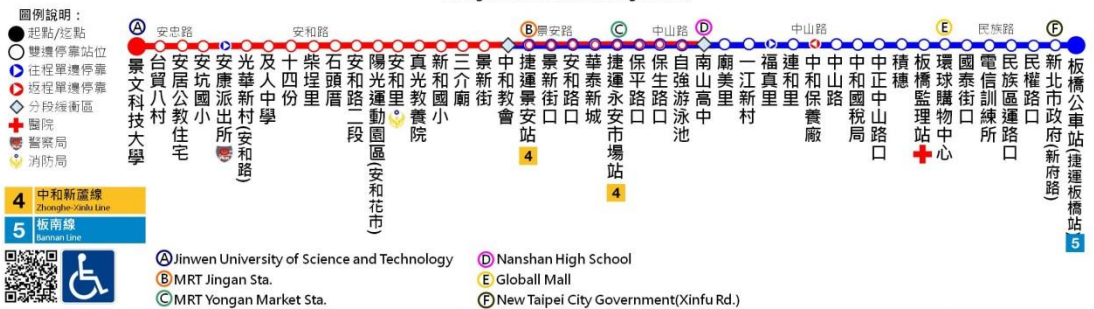 圖例說明：
起點/迄點
雙邊停靠站位
往程單邊停靠
返程單邊停靠
分段緩衝區
醫院
警察局
消防局
4 中和新蘆線
Zhonghe-Xinlu Line
5 板南線
Bannan Line
A 安忠路 安和路 B 景安路 C 中山路 D 中山路 E 民族路 F
景文科技大學
台貿八村
安居公教住宅
安坑國小
安康派出所
光華新村(安和路)
及人中學
十四份
柴埕里
石頭厝
安和路二段
陽光運動園區(安和花市)
安和里
真光教養院
新和國小
三介廟
景新街
中和教會
捷運景安站
4
景新街口
安和路口
華泰新城
捷運永安市場站
4
保平路口
保生路口
自強游泳池
南山高中
廟美里
一江新村
福真里
連和里
中和保養廠
中山路
中和國稅局
中正中山路口
積穗
板橋監理站
環球購物中心
國泰街口
電信訓練所
民族區運路口
民權路口
新北市政府(新府路)
板橋公車站(捷運板橋站)
5
A Jinwen University of Science and Technology
B MRT Jingan Sta.
C MRT Yongan Market Sta.
D Nanshan High School
E Globall Mall
F New Taipei City Government(Xinfu Rd.)